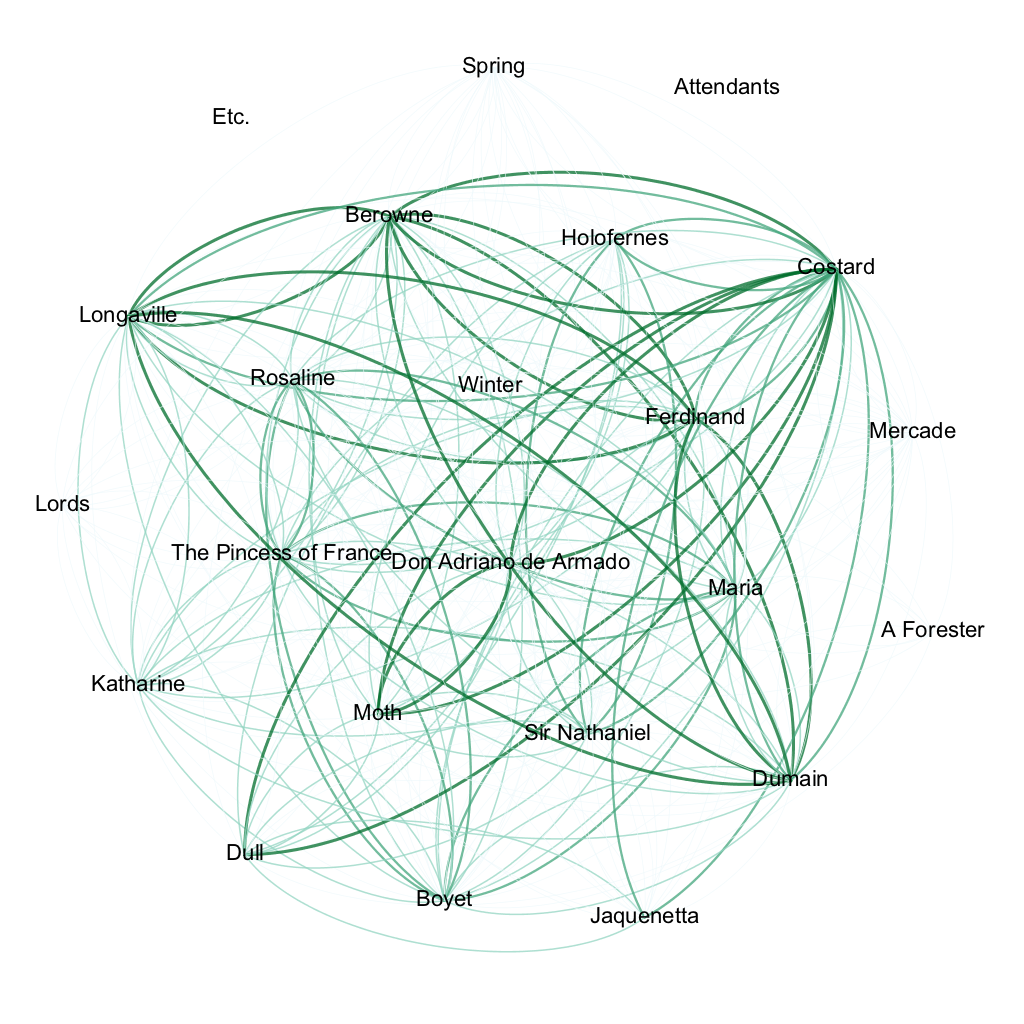 Spring
Attendants
Etc.
Berowne
Holofernes
Costard
Longaville
Rosaline
Winter
Ferdinand
Mercade
Lords
The Pincess of France
Don Adriano de Armado
Maria
A Forester
Katharine
Moth
Sir Nathaniel
Dumain
Dull
Boyet
Jaquenetta